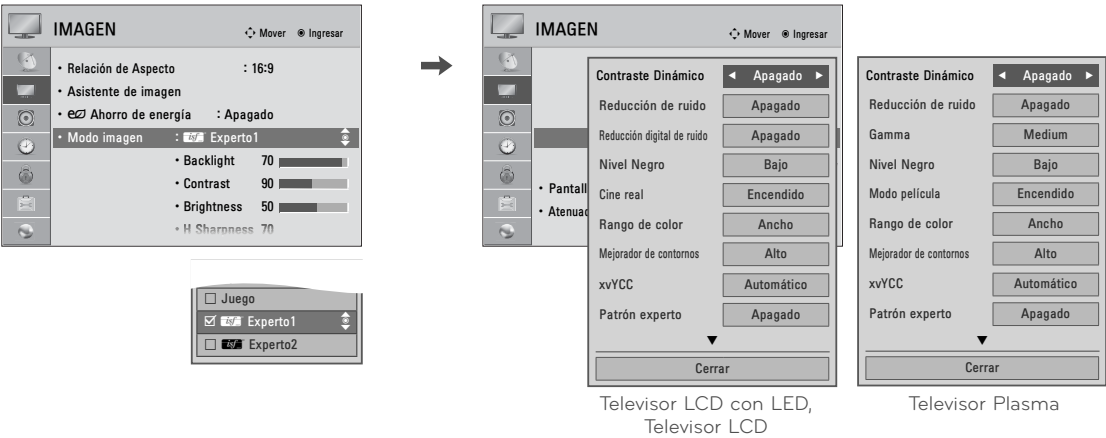 IMAGEN
Mover
Ingresar
• Relación de Aspecto : 16:9
• Asistente de imagen
• eco Ahorro de energía : Apagado
• Modo imagen : isf Experto1
• Backlight 70
• Contrast 90
• Brightness 50
• H Sharpness 70
Juego
isf Experto1
isf Experto2
IMAGEN
Mover
Ingresar
• Pantall
• Atenuac
Contraste Dinámico ◄ Apagado ►
Reducción de ruido Apagado
Reducción digital de ruido Apagado
Nivel Negro Bajo
Cine real Encendido
Rango de color Ancho
Mejorador de contornos Alto
xvYCC Automático
Patrón experto Apagado
▼
Cerrar
Televisor LCD con LED,
Televisor LCD
Contraste Dinámico ◄ Apagado ►
Reducción de ruido Apagado
Gamma Medium
Nivel Negro Bajo
Modo película Encendido
Rango de color Ancho
Mejorador de contornos Alto
xvYCC Automático
Patrón experto Apagado
▼
Cerrar
Televisor Plasma